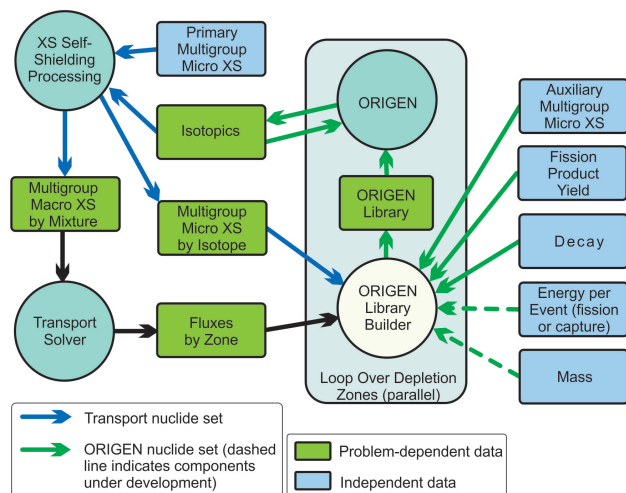 XS Self-
Shielding
Processing
Primary
Multigroup
Micro XS
Isotopics
Multigroup
Macro XS
by Mixture
Multigroup
Micro XS
by Isotope
Transport
Solver
Fluxes
by Zone
ORIGEN
ORIGEN
Library
ORIGEN
Library
Builder
Loop Over Depletion
Zones (parallel)
Auxiliary
Multigroup
Micro XS
Fission
Product
Yield
Decay
Energy per
Event (fission
or capture)
Mass
Transport nuclide set
ORIGEN nuclide set (dashed
line indicates components
under development)
Problem-dependent data
Independent data